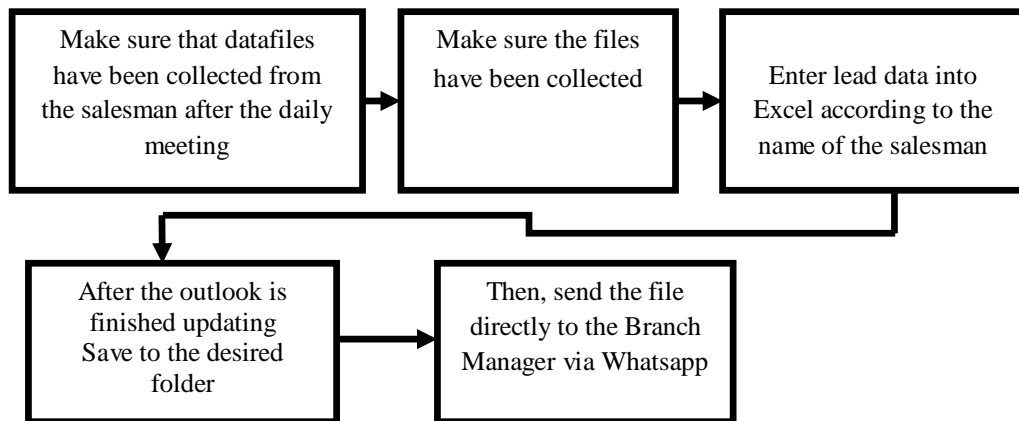 Make sure that datafiles
have been collected from
the salesman after the daily
meeting
Make sure the files
have been collected
Enter lead data into
Excel according to the
name of the salesman
After the outlook is
finished updating
Save to the desired
folder
Then, send the file
directly to the Branch
Manager via Whatsapp